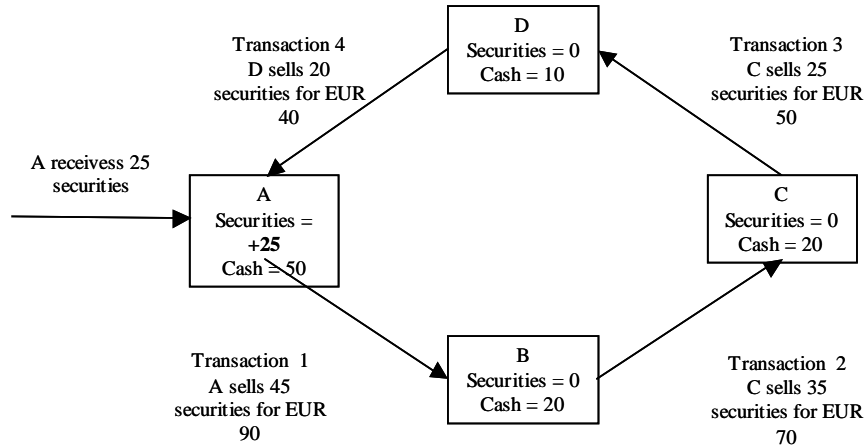 D
Securities = 0
Cash = 10
Transaction 4
D sells 20
securities for EUR
40
Transaction 3
C sells 25
securities for EUR
50
A receivess 25
securities
A
Securities =
+25
Cash = 50
C
Securities = 0
Cash = 20
Transaction 1
A sells 45
securities for EUR
90
B
Securities = 0
Cash = 20
Transaction 2
C sells 35
securities for EUR
70